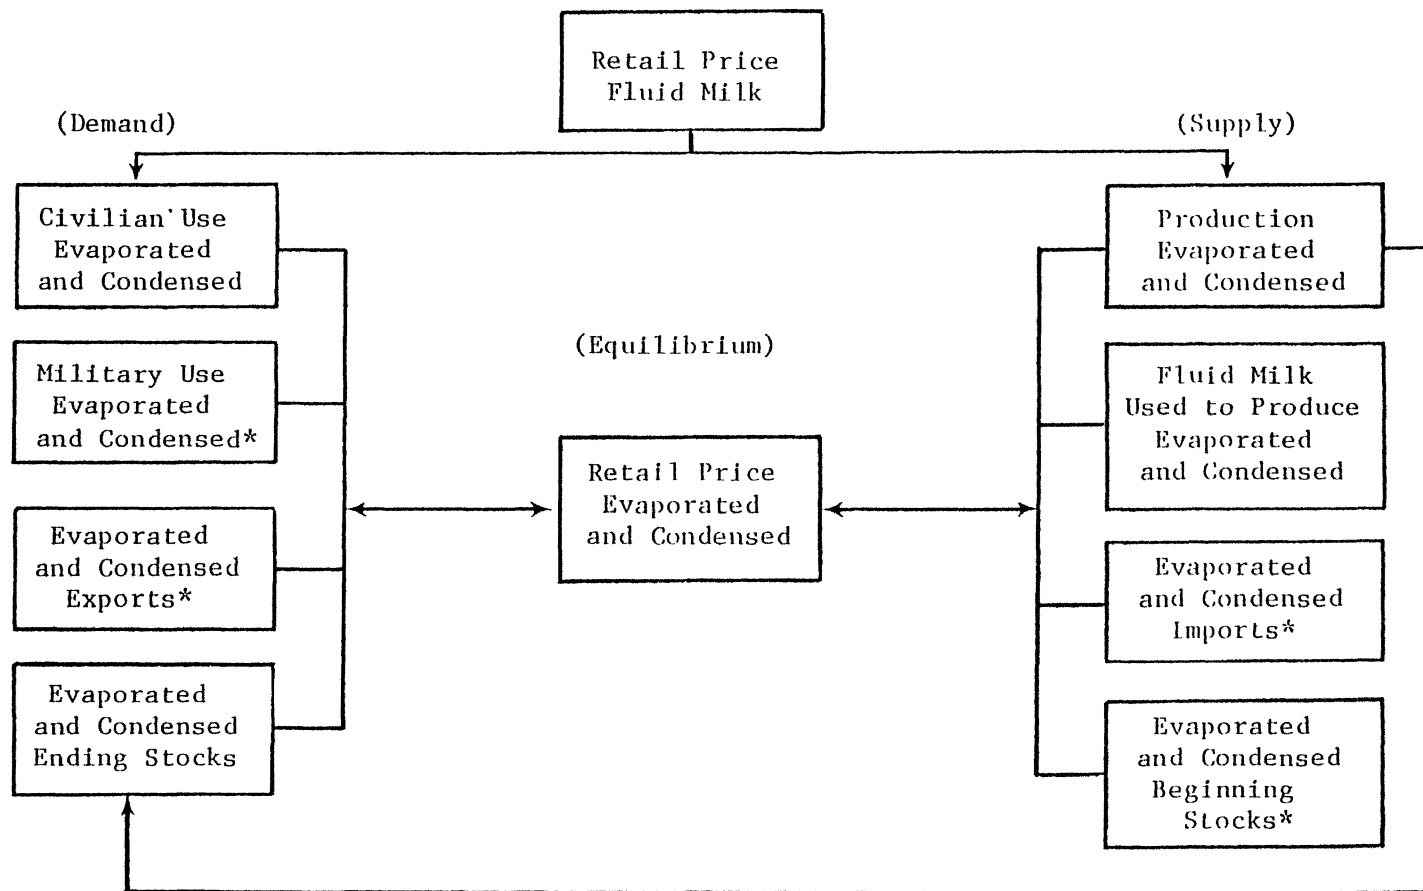 Retail Price
Fluid Milk
(Demand)
(Supply)
Civilian Use
Evaporated
and Condensed
Military Use
Evaporated
and Condensed*
Evaporated
and Condensed
Exports*
Evaporated
and Condensed
Ending Stocks
(Equilibrium)
Retail Price
Evaporated
and Condensed
Production
Evaporated
and Condensed
Fluid Milk
Used to Produce
Evaporated
and Condensed
Evaporated
and Condensed
Imports*
Evaporated
and Condensed
Beginning
Stocks*